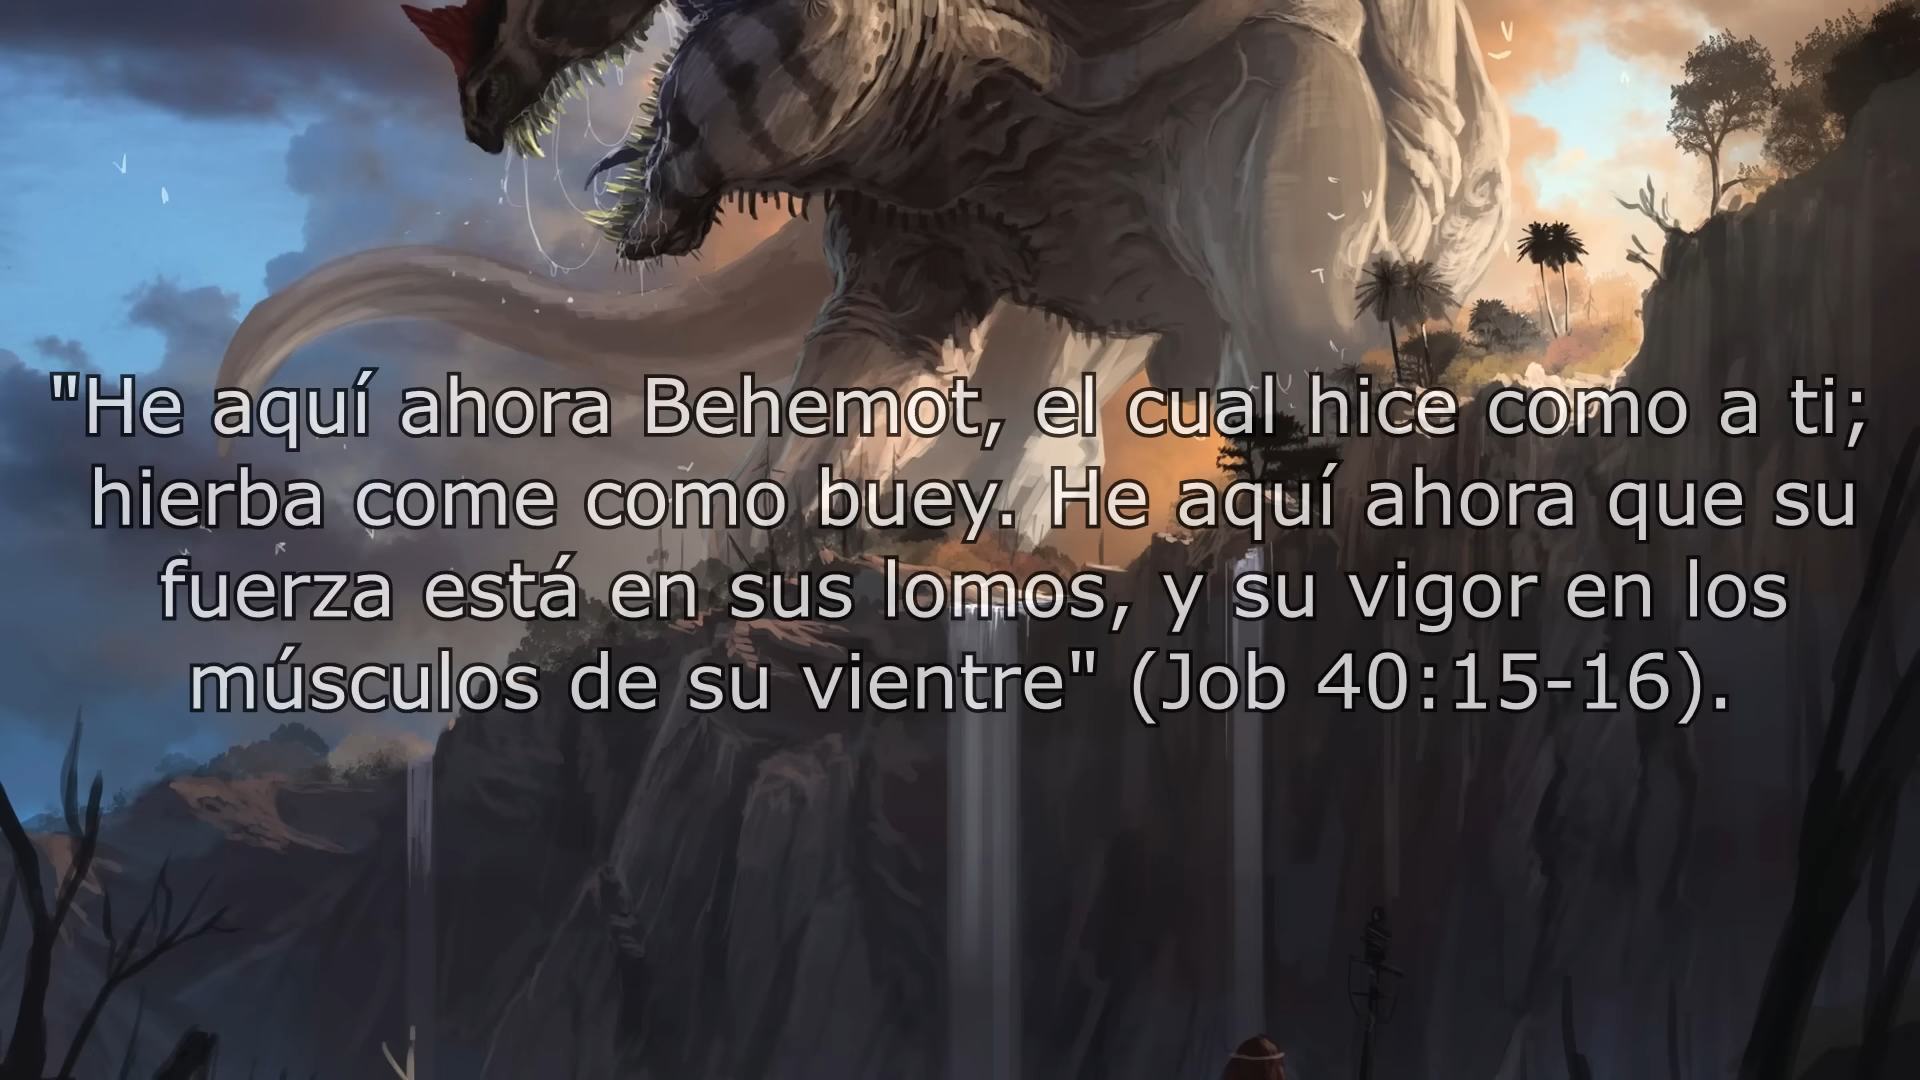 "He aquí ahora Behemot, el cual hice como a ti;
hierba come como buey. He aquí ahora que su
fuerza está en sus lomos, y su vigor en los
músculos de su vientre" (Job 40:15-16).